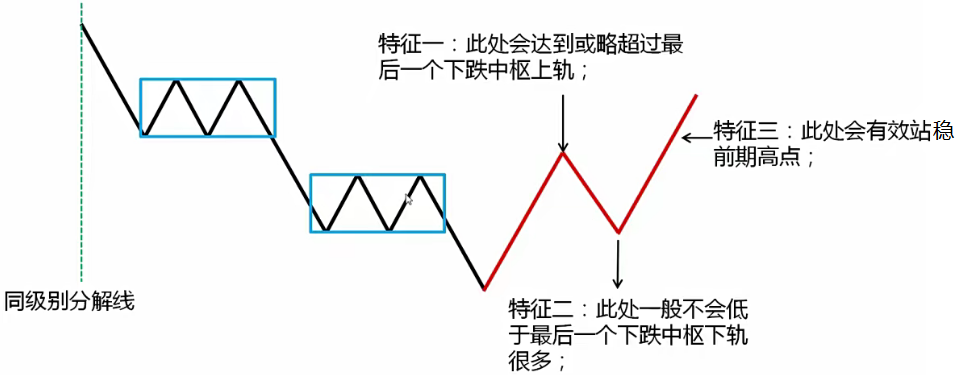 特征一：此处会达到或略超过最
后一个下跌中枢上轨；
特征三：此处会有效站稳
前期高点；
同级别分解线
特征二：此处一般不会低
于最后一个下跌中枢下轨
很多；